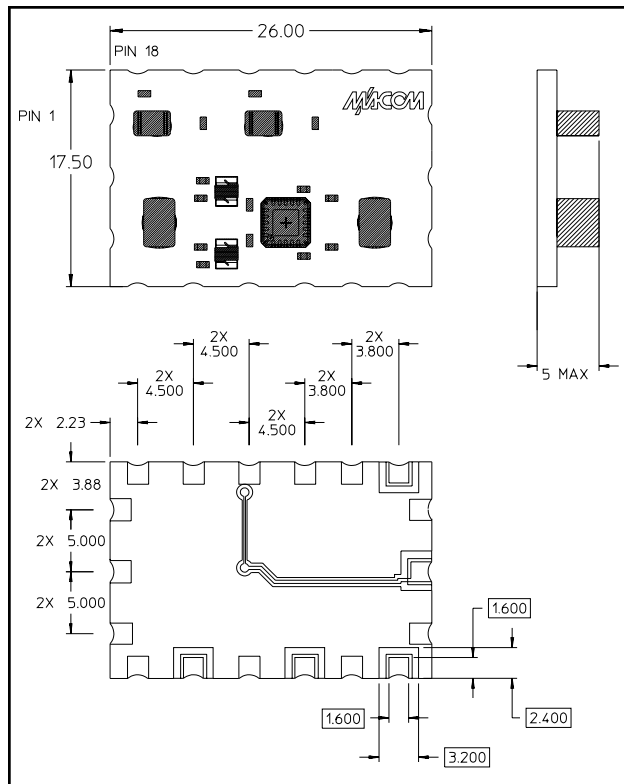 26.00
PIN 18
M/ACOM
PIN 1
17.50
2X
4.500
2X
3.800
5 MAX
2X
4.500
2X
3.800
2X 2.23
2X
4.500
2X 3.88
2X 5.000
2X 5.000
1.600
1.600
2.400
3.200